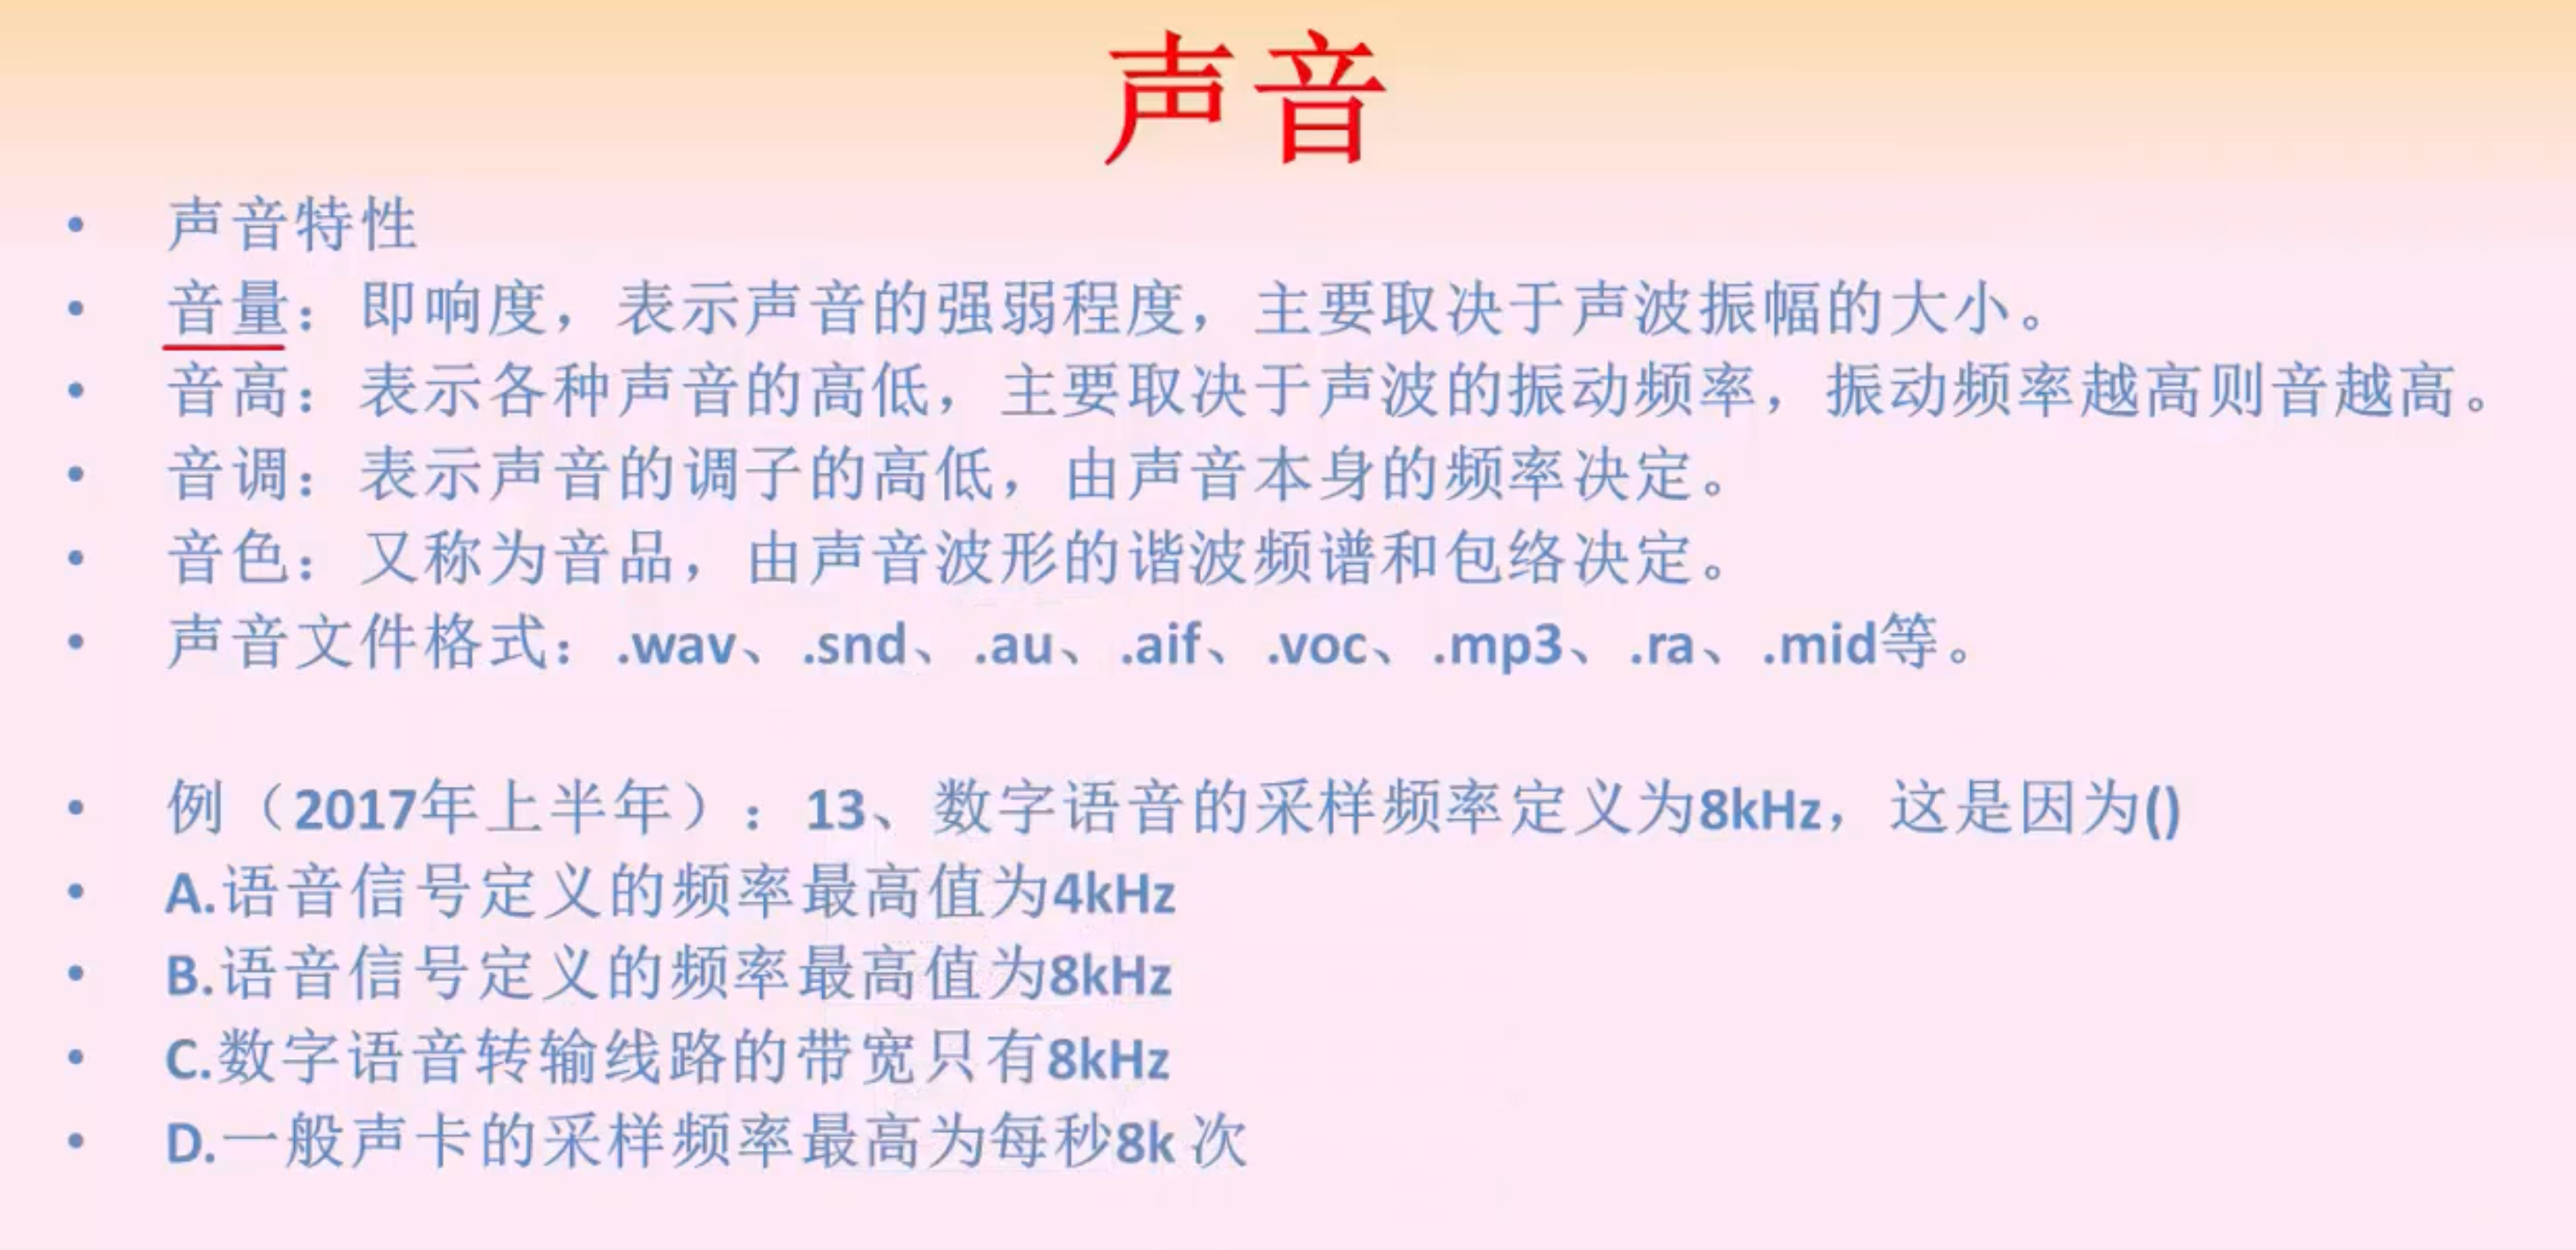 声音
• 声音特性
• 音量：即响度，表示声音的强弱程度，主要取决于声波振幅的大小。
• 音高：表示各种声音的高低，主要取决于声波的振动频率，振动频率越高则音越高。
• 音调：表示声音的调子的高低，由声音本身的频率决定。
• 音色：又称为音品，由声音波形的谐波频谱和包络决定。
• 声音文件格式：.wav、.snd、.au、.aif、.voc、.mp3、.ra、.mid等。
• 例（2017年上半年）：13、数字语音的采样频率定义为8kHz，这是因为()
• A.语音信号定义的频率最高值为4kHz
• B.语音信号定义的频率最高值为8kHz
• C.数字语音转输线路的带宽只有8kHz
• D.一般声卡的采样频率最高为每秒8k 次